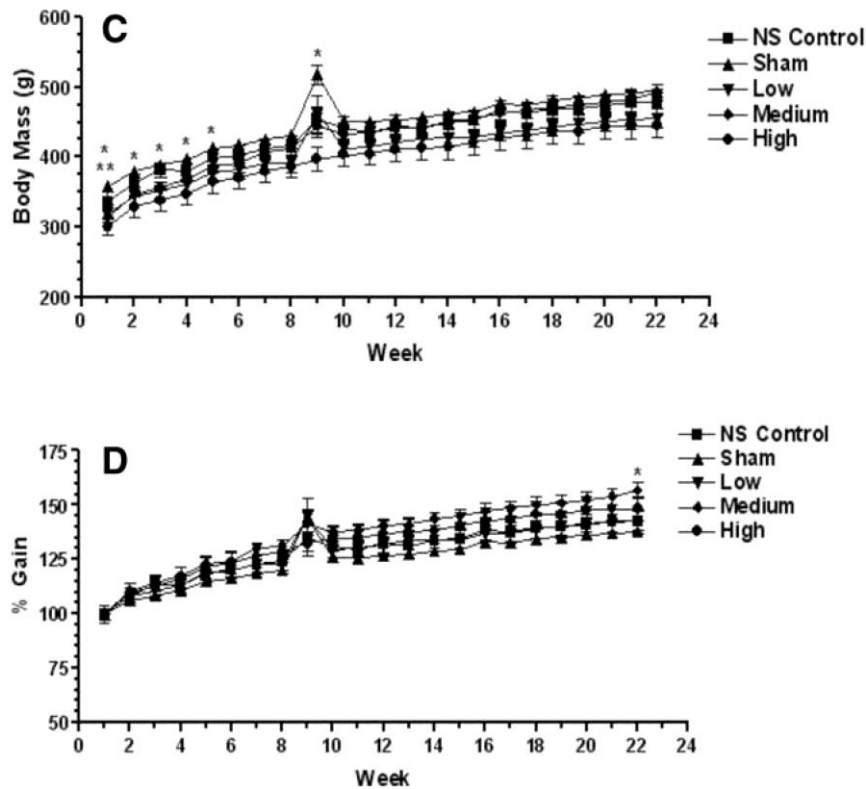 C
Body Mass (g)
600
500
400
300
200
*
* *
*
*
*
*
*
0 2 4 6 8 10 12 14 16 18 20 22 24
Week
NS Control
Sham
Low
Medium
High
D
% Gain
175
150
125
100
75
50
*
0 2 4 6 8 10 12 14 16 18 20 22 24
Week
NS Control
Sham
Low
Medium
High